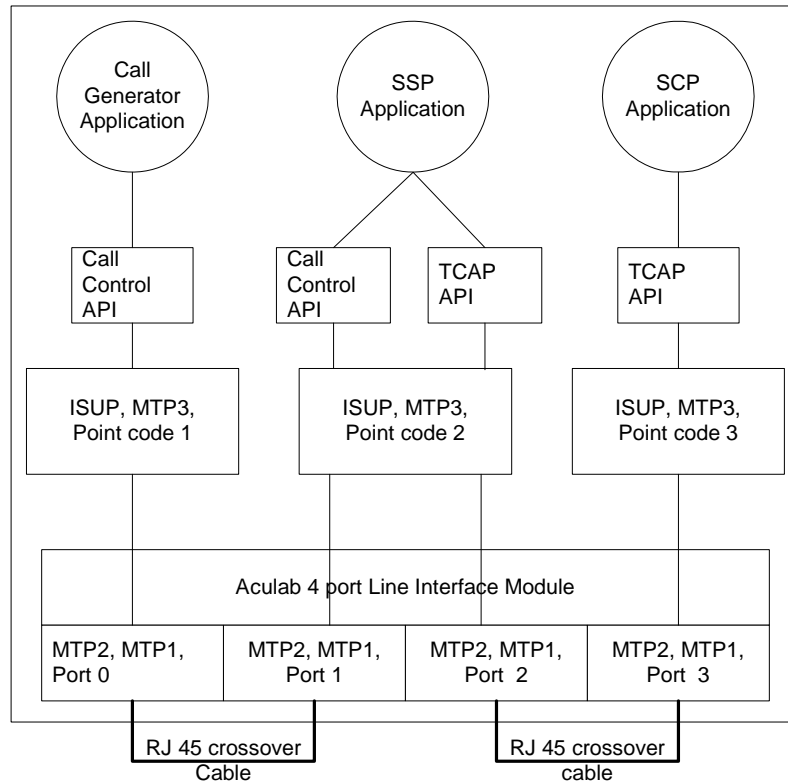 Call
Generator
Application
SSP
Application
SCP
Application
Call
Control
API
Call
Control
API
TCAP
API
TCAP
API
ISUP, MTP3,
Point code 1
ISUP, MTP3,
Point code 2
ISUP, MTP3,
Point code 3
Aculab 4 port Line Interface Module
MTP2, MTP1,
Port 0
MTP2, MTP1,
Port 1
MTP2, MTP1,
Port 2
MTP2, MTP1,
Port 3
RJ 45 crossover
Cable
RJ 45 crossover
cable